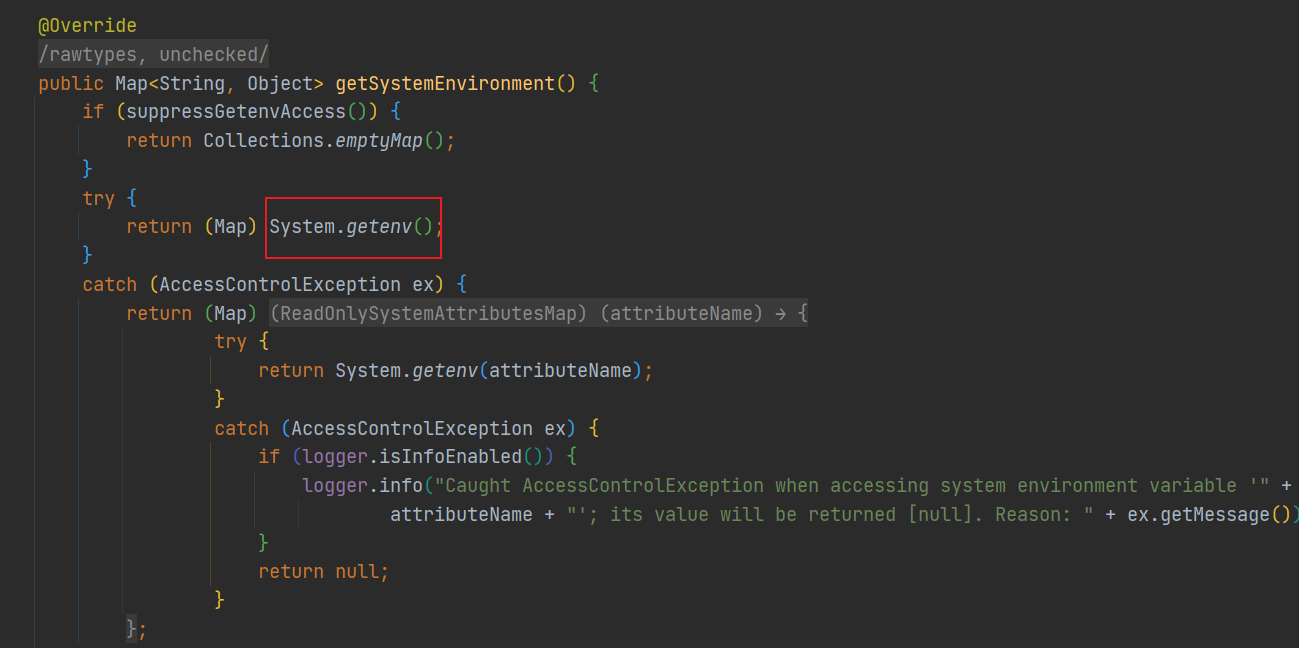 @Override
/rawtypes, unchecked/
public Map<String, Object> getSystemEnvironment() {
if (suppressGetenvAccess()) {
return Collections.emptyMap();
}
try {
return (Map) System.getenv();
}
catch (AccessControlException ex) {
return (Map) (ReadOnlySystemAttributesMap) (attributeName) → {
try {
return System.getenv(attributeName);
}
catch (AccessControlException ex) {
if (logger.isInfoEnabled()) {
logger.info("Caught AccessControlException when accessing system environment variable '" +
attributeName + "'; its value will be returned [null]. Reason: " + ex.getMessage())
}
return null;
}
};